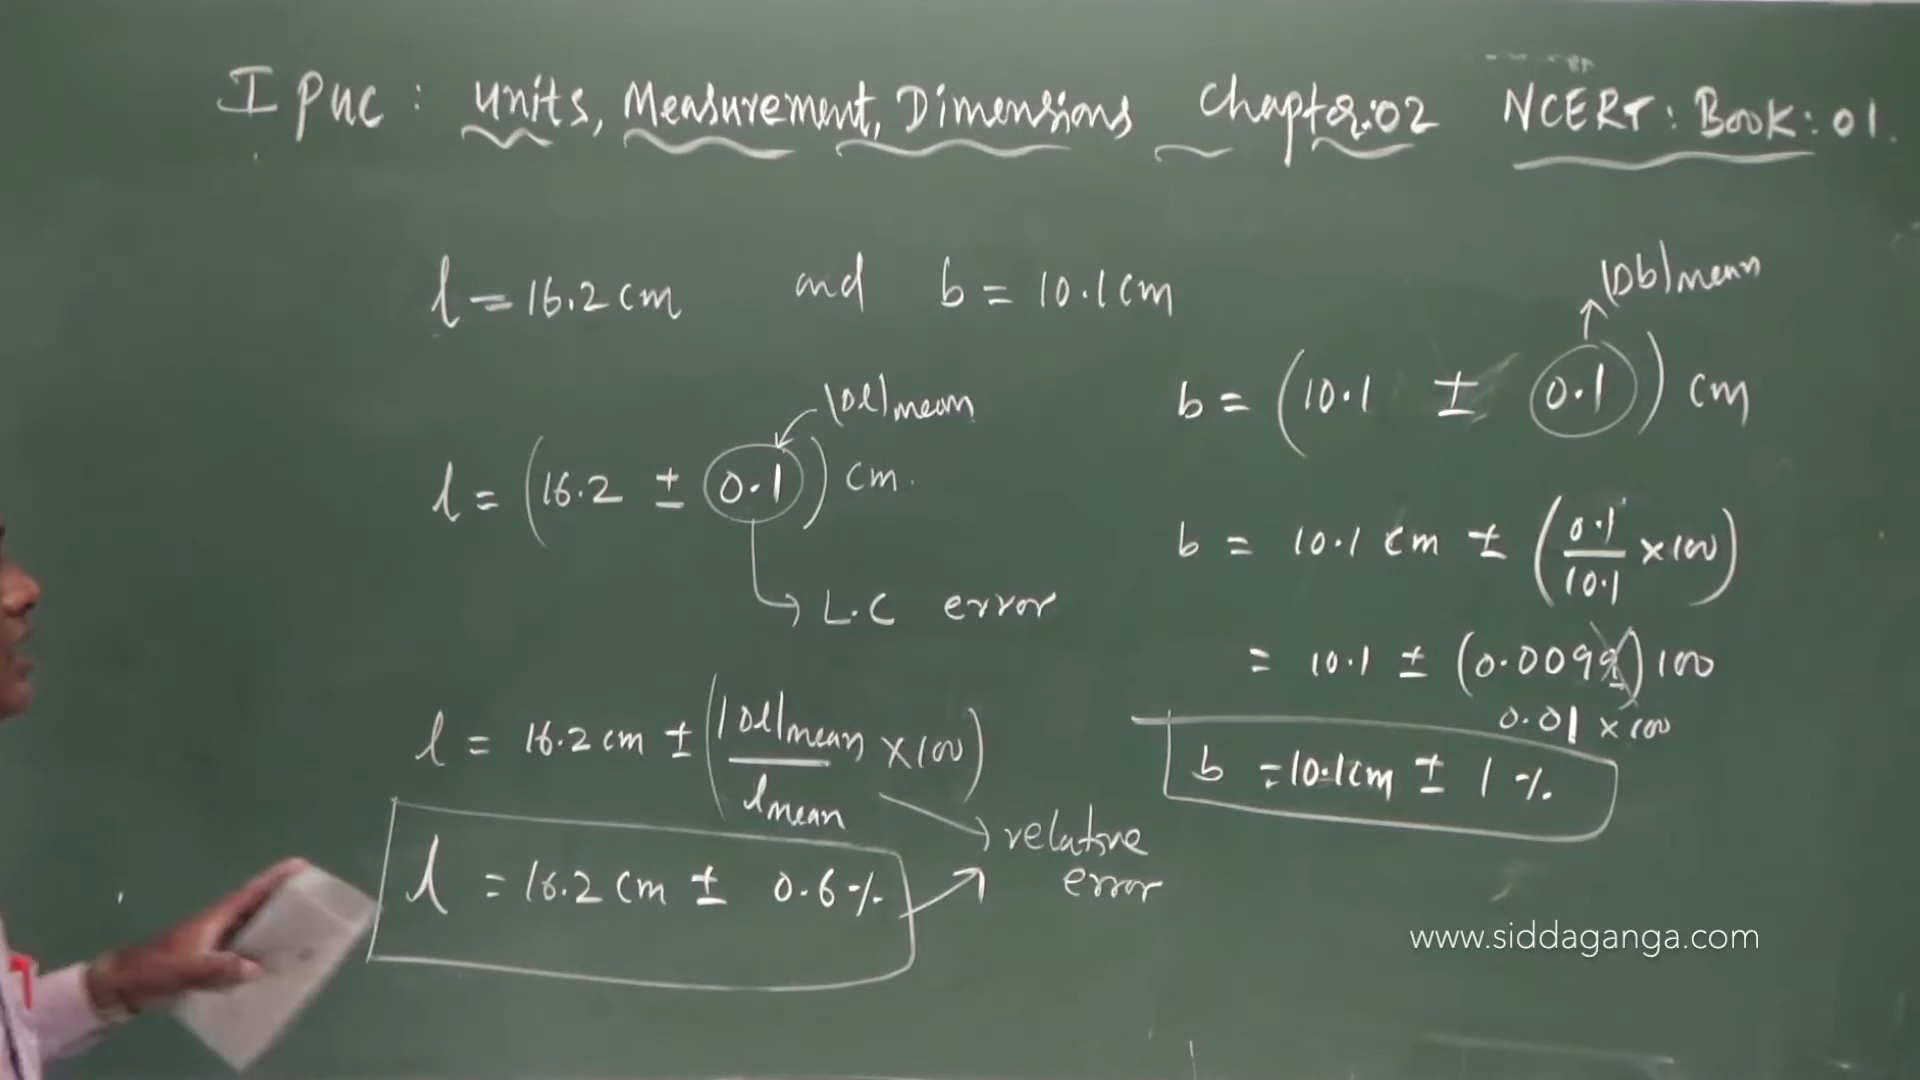 I PUC : Units, Measurement, Dimensions Chapter:02 NCERT: Book: 01.
l = 16.2 cm and b = 10.1 cm
|Δl|mean
l = (16.2 ± 0.1) cm.
L.C error
l = 16.2 cm ± (|Δl|mean / lmean × 100)
relative error
l = 16.2 cm ± 0.6 %
|Δb|mean
b = (10.1 ± 0.1) cm
b = 10.1 cm ± (0.1 / 10.1 × 100)
= 10.1 ± (0.0099) 100
0.01 × 100
b = 10.1 cm ± 1 %
www.siddaganga.com